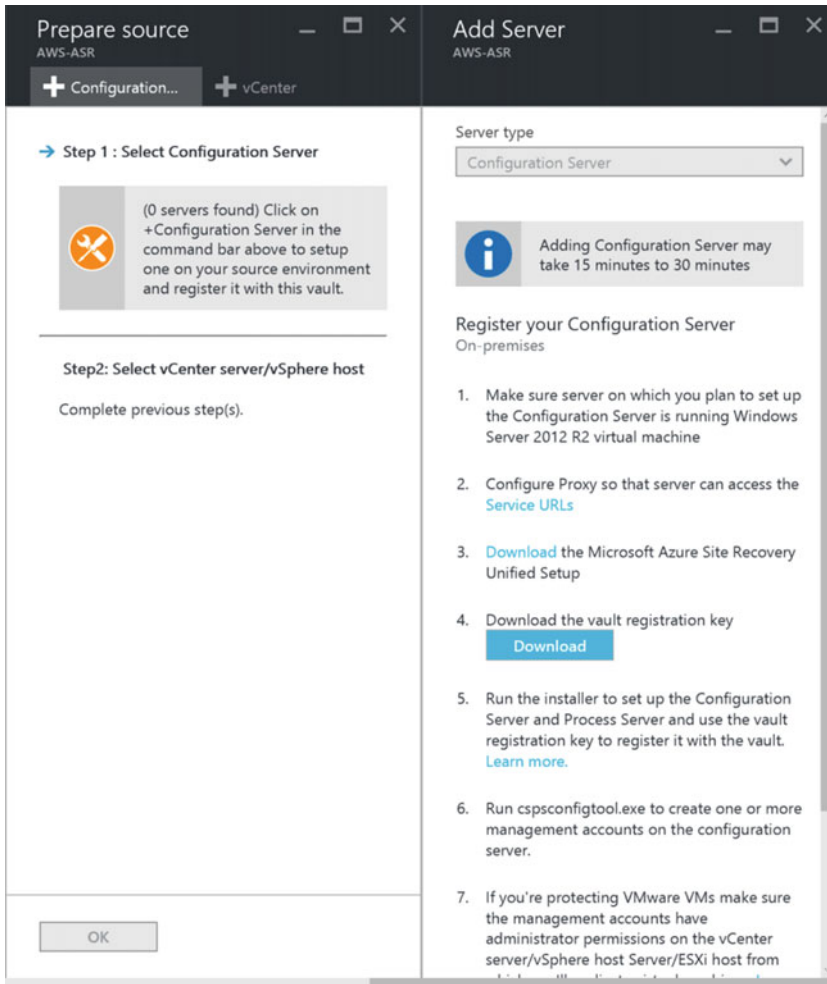 Prepare source
AWS-ASR
Configuration...
vCenter
Step 1 : Select Configuration Server
(0 servers found) Click on
+Configuration Server in the
command bar above to setup
one on your source environment
and register it with this vault.
Step2: Select vCenter server/vSphere host
Complete previous step(s).
OK
Add Server
AWS-ASR
Server type
Configuration Server
Adding Configuration Server may
take 15 minutes to 30 minutes
Register your Configuration Server
On-premises
1. Make sure server on which you plan to set up
the Configuration Server is running Windows
Server 2012 R2 virtual machine
2. Configure Proxy so that server can access the
Service URLs
3. Download the Microsoft Azure Site Recovery
Unified Setup
4. Download the vault registration key
Download
5. Run the installer to set up the Configuration
Server and Process Server and use the vault
registration key to register it with the vault.
Learn more.
6. Run cspsconfigtool.exe to create one or more
management accounts on the configuration
server.
7. If you're protecting VMware VMs make sure
the management accounts have
administrator permissions on the vCenter
server/vSphere host Server/ESXi host from